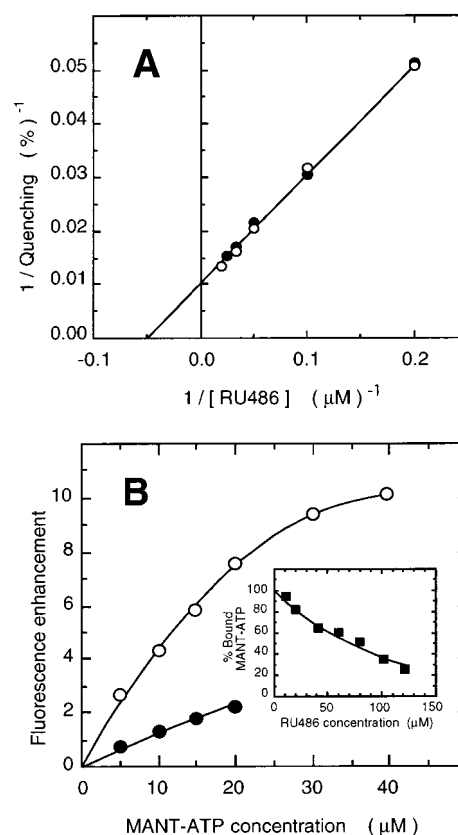 A
1 / Quenching (%)⁻¹
0.05
0.04
0.03
0.02
0.01
0.00
-0.1 0.0 0.1 0.2
1 / [ RU486 ] ( μM )⁻¹
B
Fluorescence enhancement
10
8
6
4
2
0
0 10 20 30 40
MANT-ATP concentration ( μM )
% Bound
MANT-ATP
100
80
60
40
20
0
0 50 100 150
RU486 concentration (μM)